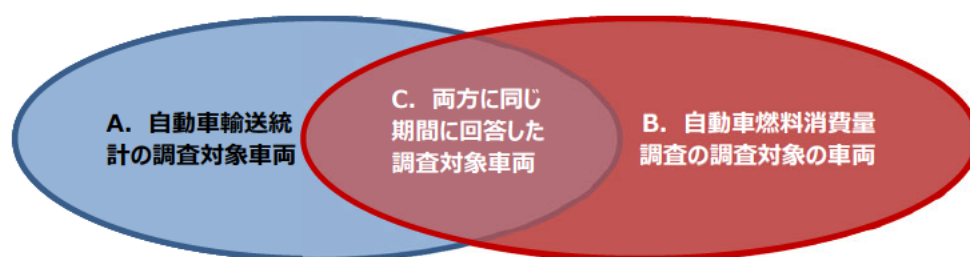 A．自動車輸送統
計の調査対象車両
C．両方に同じ
期間に回答した
調査対象車両
B．自動車燃料消費量
調査の調査対象の車両